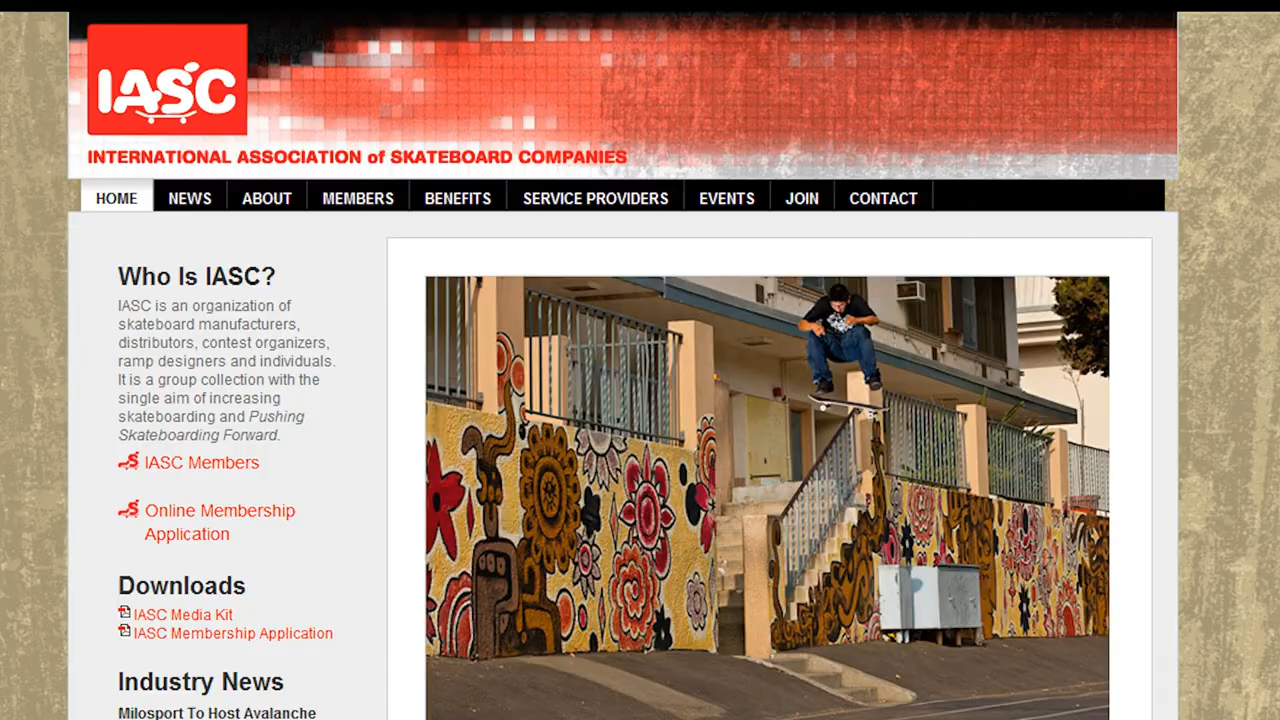 IASC
INTERNATIONAL ASSOCIATION of SKATEBOARD COMPANIES
HOME NEWS ABOUT MEMBERS BENEFITS SERVICE PROVIDERS EVENTS JOIN CONTACT
Who Is IASC?
IASC is an organization of
skateboard manufacturers,
distributors, contest organizers,
ramp designers and individuals.
It is a group collection with the
single aim of increasing
skateboarding and Pushing
Skateboarding Forward.
IASC Members
Online Membership
Application
Downloads
IASC Media Kit
IASC Membership Application
Industry News
Milosport To Host Avalanche